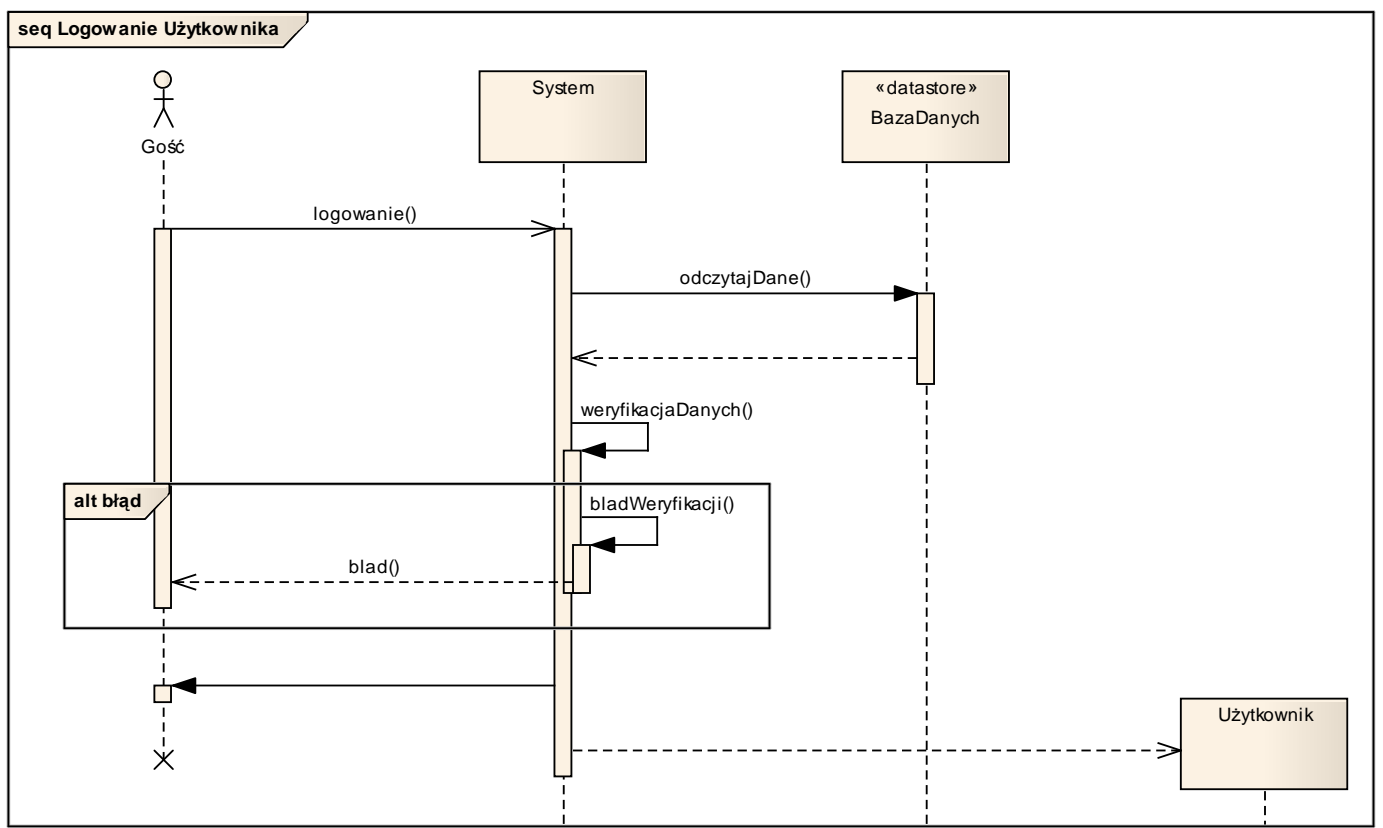 seq Logowanie Użytkownika
Gość
System
«datastore»
BazaDanych
logowanie()
odczytajDane()
weryfikacjaDanych()
alt błąd
bladWeryfikacji()
blad()
Użytkownik